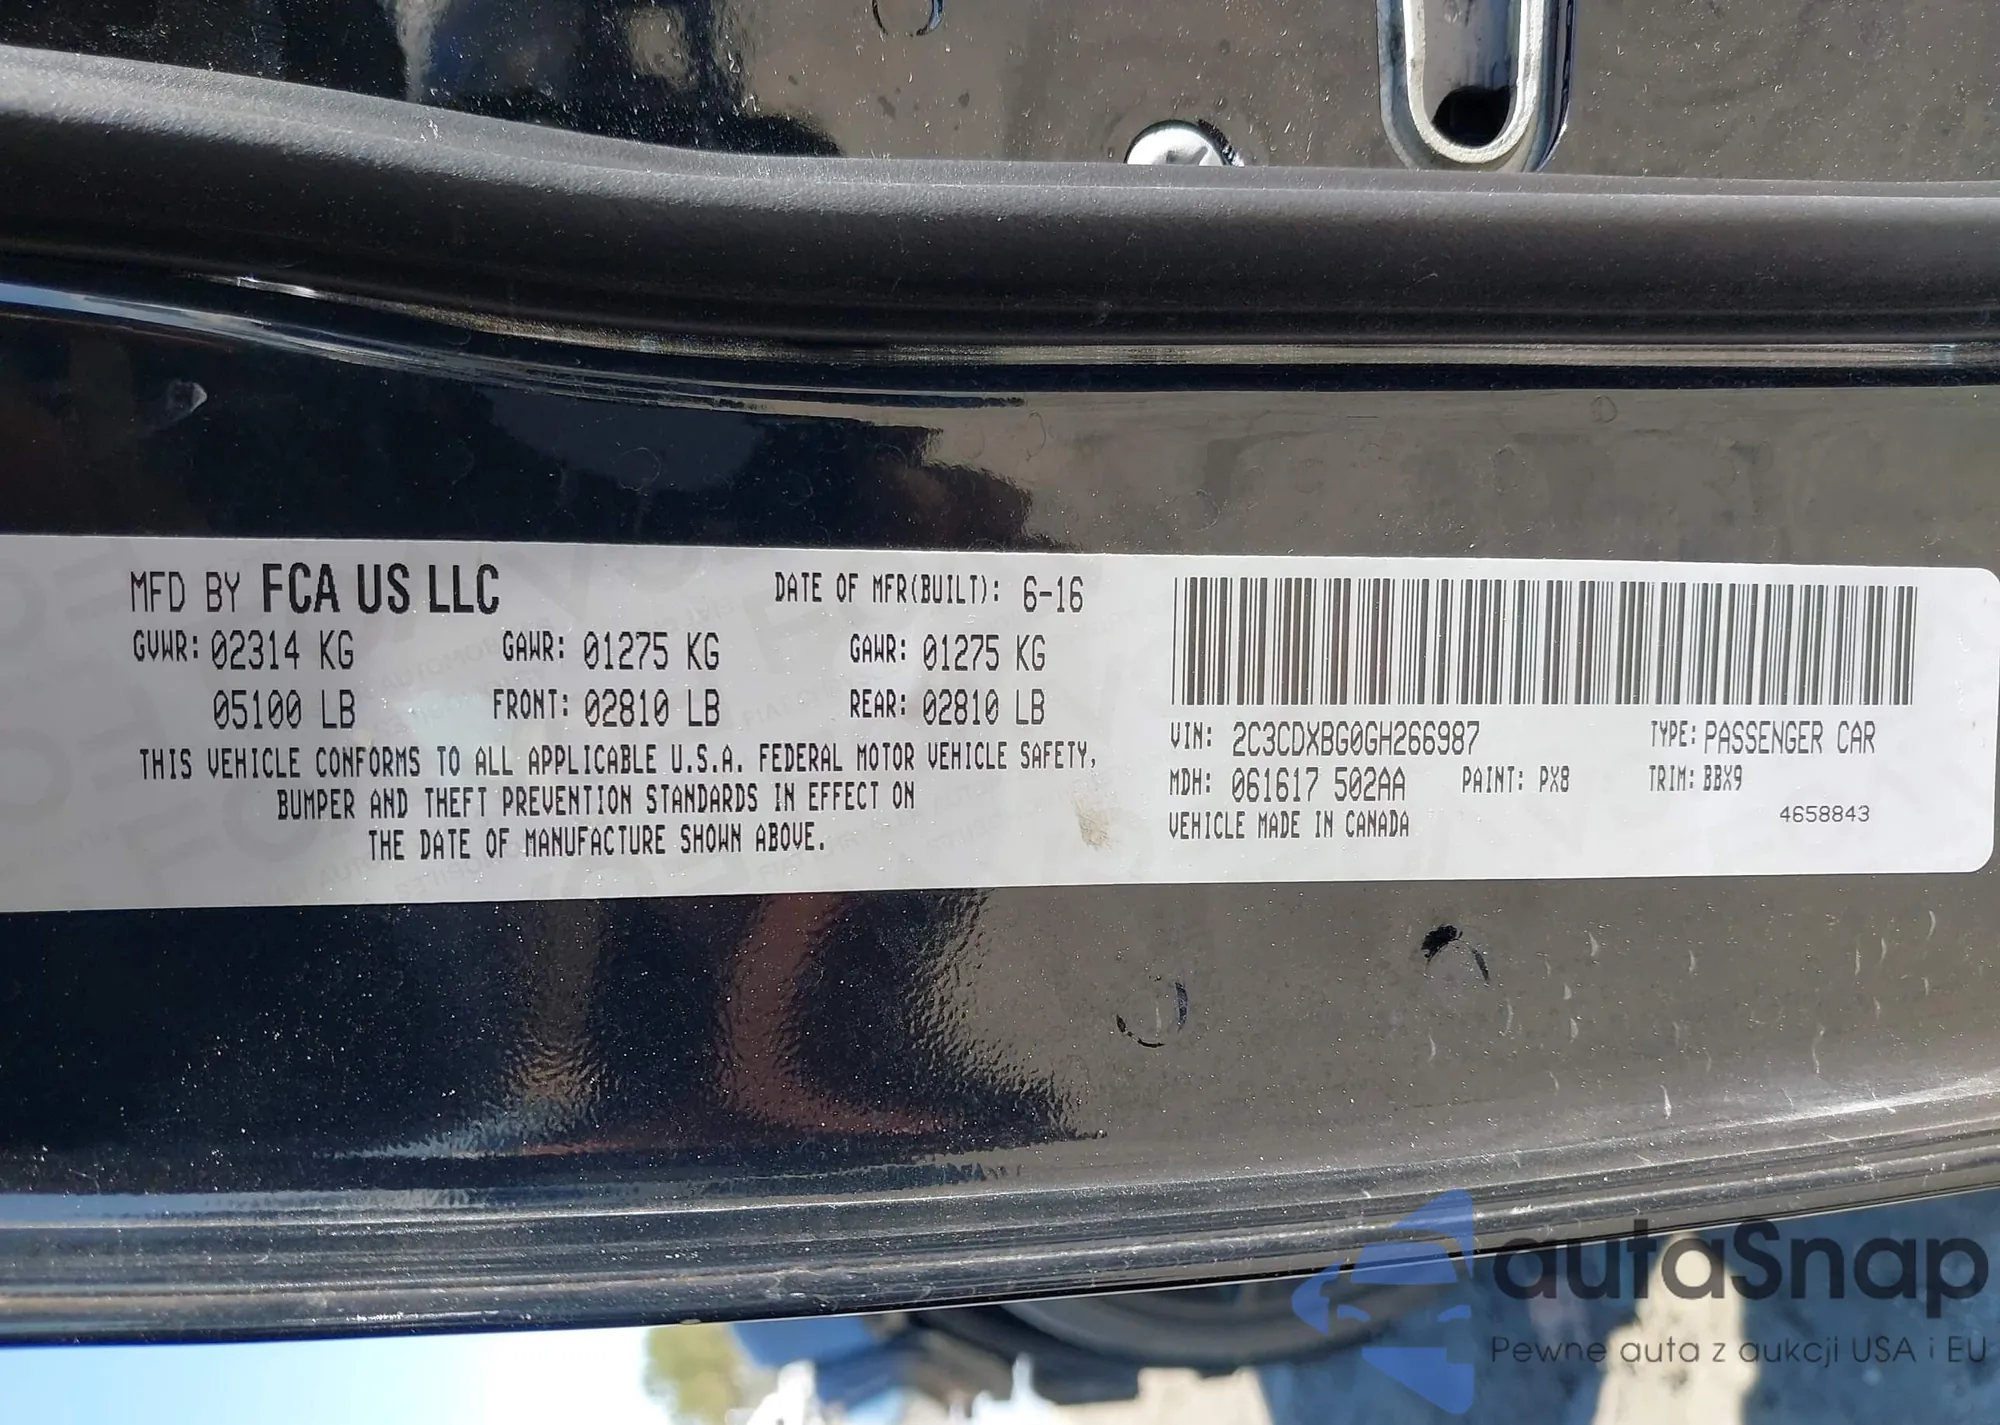 MFD BY FCA US LLC DATE OF MFR(BUILT): 6-16
GVWR: 02314 KG GAWR: 01275 KG GAWR: 01275 KG
05100 LB FRONT: 02810 LB REAR: 02810 LB
THIS VEHICLE CONFORMS TO ALL APPLICABLE U.S.A. FEDERAL MOTOR VEHICLE SAFETY,
BUMPER AND THEFT PREVENTION STANDARDS IN EFFECT ON
THE DATE OF MANUFACTURE SHOWN ABOVE.
VIN: 2C3CDXBG0GH266987 TYPE: PASSENGER CAR
MDH: 061617 502AA PAINT: PX8 TRIM: BBX9
VEHICLE MADE IN CANADA 4658843
autaSnap
Pewne auta z aukcji USA i EU